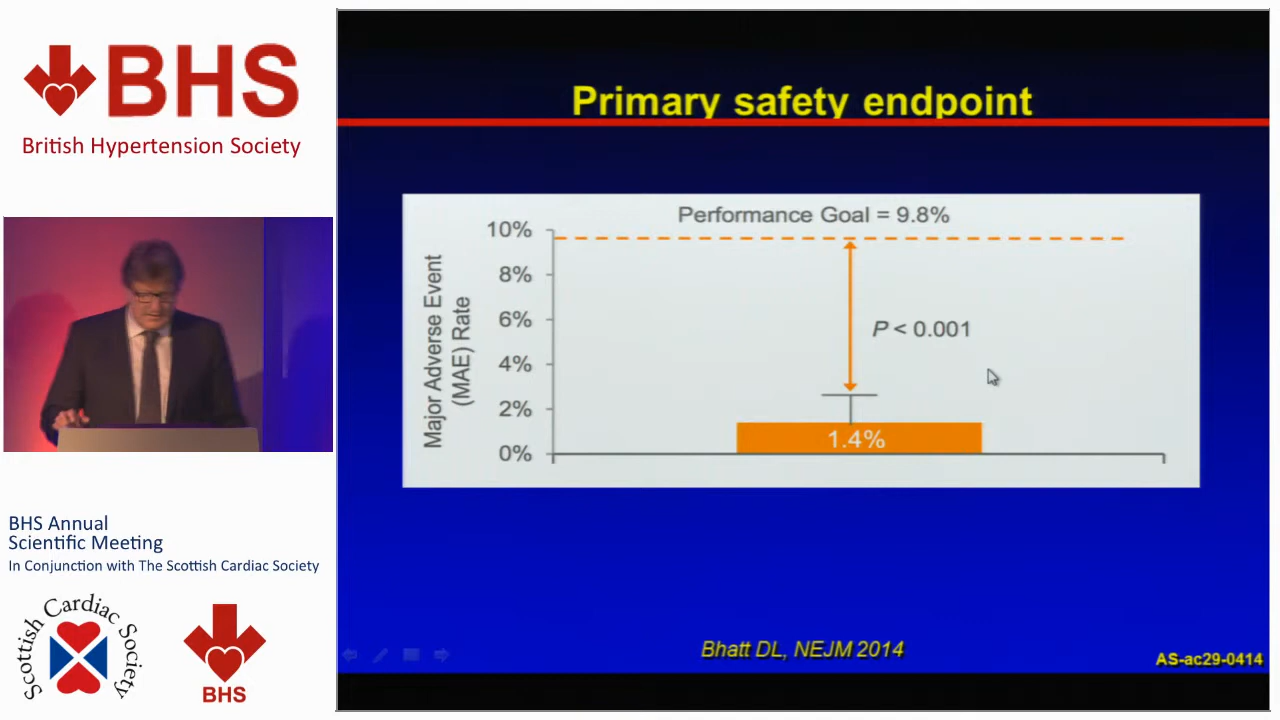 BHS
British Hypertension Society
BHS Annual
Scientific Meeting
In Conjunction with The Scottish Cardiac Society
Scottish Cardiac Society
BHS
Primary safety endpoint
Performance Goal = 9.8%
Major Adverse Event
(MAE) Rate
10%
8%
6%
4%
2%
0%
P < 0.001
1.4%
Bhatt DL, NEJM 2014
AS-ac29-0414